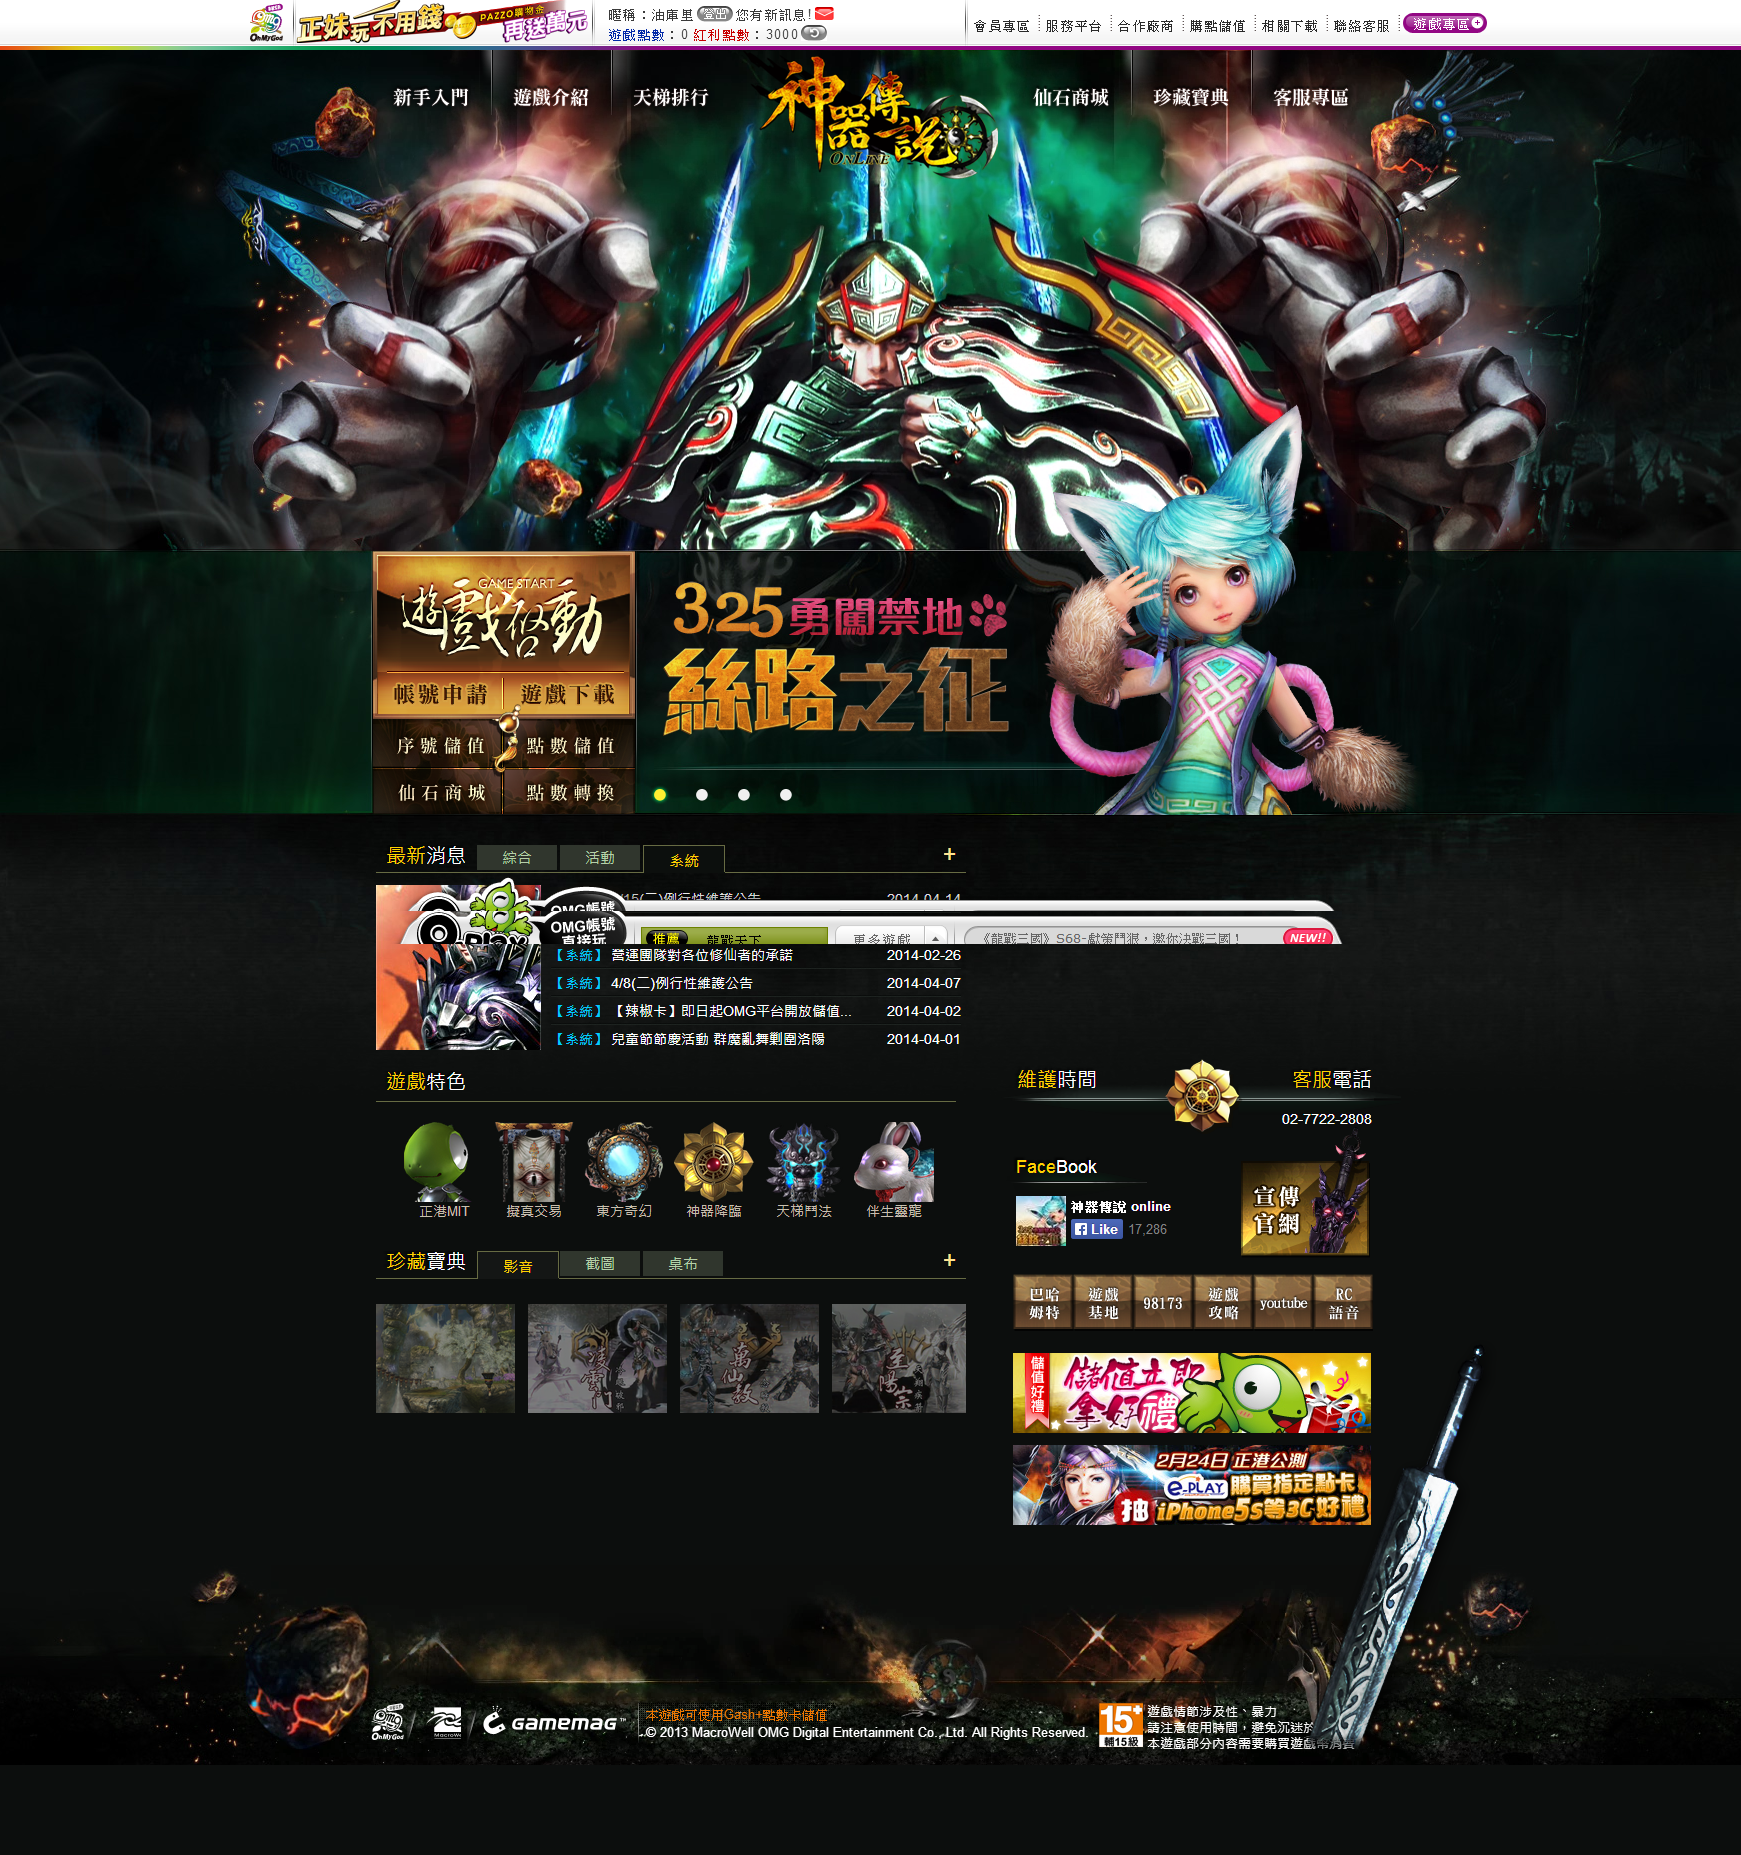 正妹玩不用錢
PAZZO購物金
再送萬元
暱稱：油庫里 登出 您有新訊息!
遊戲點數：0 紅利點數：3000
會員專區
服務平台
合作廠商
購點儲值
相關下載
聯絡客服
遊戲專區
新手入門
遊戲介紹
天梯排行
神器傳說
ONLINE
仙石商城
珍藏寶典
客服專區
GAME START
遊戲啟動
帳號申請
遊戲下載
序號儲值
點數儲值
仙石商城
點數轉換
3/25勇闖禁地
絲路之征
最新消息
綜合
活動
系統
+
2014-04-14
OMG帳號
OMG帳號
直接玩
推薦
龍戰天下
更多遊戲
《龍戰三國》S68-獻策鬥狠，邀你決戰三國！
NEW!!
【系統】營運團隊對各位修仙者的承諾 2014-02-26
【系統】4/8(二)例行性維護公告 2014-04-07
【系統】【辣椒卡】即日起OMG平台開放儲值... 2014-04-02
【系統】兒童節節慶活動 群魔亂舞剿圍洛陽 2014-04-01
遊戲特色
正港MIT
擬真交易
東方奇幻
神器降臨
天梯鬥法
伴生靈寵
維護時間
客服電話
02-7722-2808
FaceBook
神器傳說 online
Like 17,286
宣傳
官網
珍藏寶典
影音
截圖
桌布
+
凌雲門
萬仙教
至陽宗
巴哈
姆特
遊戲
基地
98173
遊戲
攻略
youtube
RC
語音
儲值好禮
儲值立即
拿好禮
2月24日 正港公測
e-PLAY 購買指定點卡
抽 iPhone5s等3C好禮
OhMyGod
MacroWell
GAMEMAG™
本遊戲可使用Gash+點數卡儲值
© 2013 MacroWell OMG Digital Entertainment Co., Ltd. All Rights Reserved.
15+
輔15級
遊戲情節涉及性、暴力
請注意使用時間，避免沉迷於
本遊戲部分內容需要購買遊戲幣消費